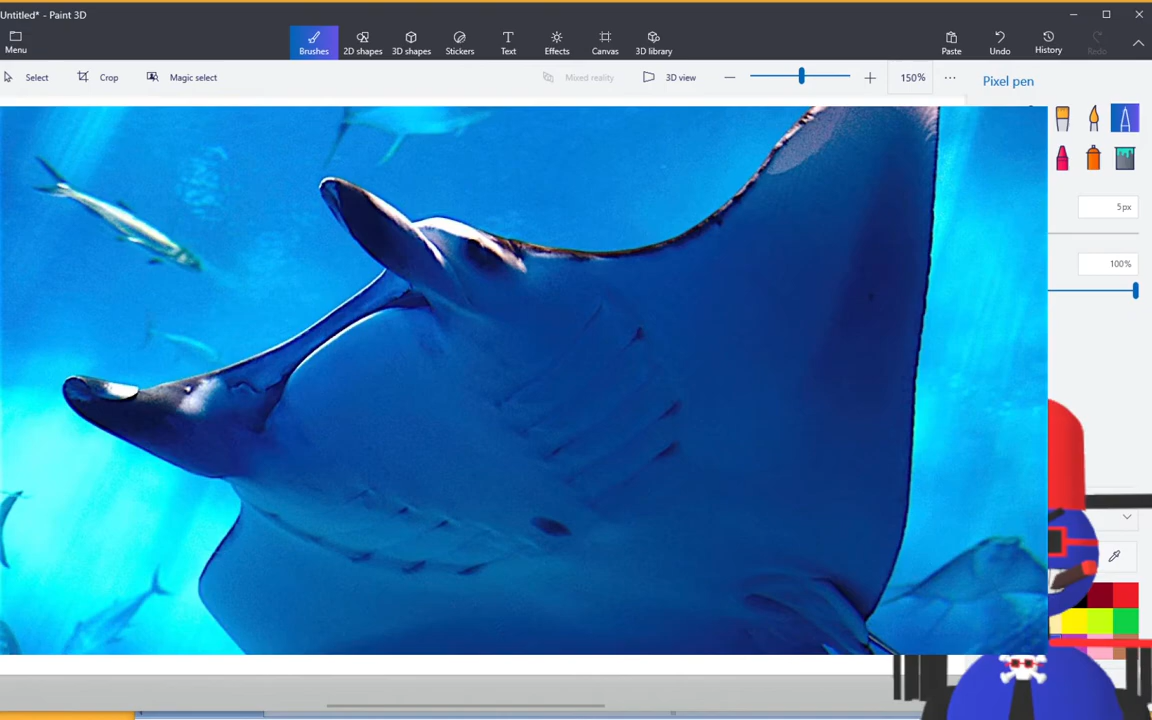 Untitled* - Paint 3D
Menu
Brushes
2D shapes
3D shapes
Stickers
Text
Effects
Canvas
3D library
Paste
Undo
History
Redo
Select
Crop
Magic select
Mixed reality
3D view
150%
Pixel pen
5px
100%